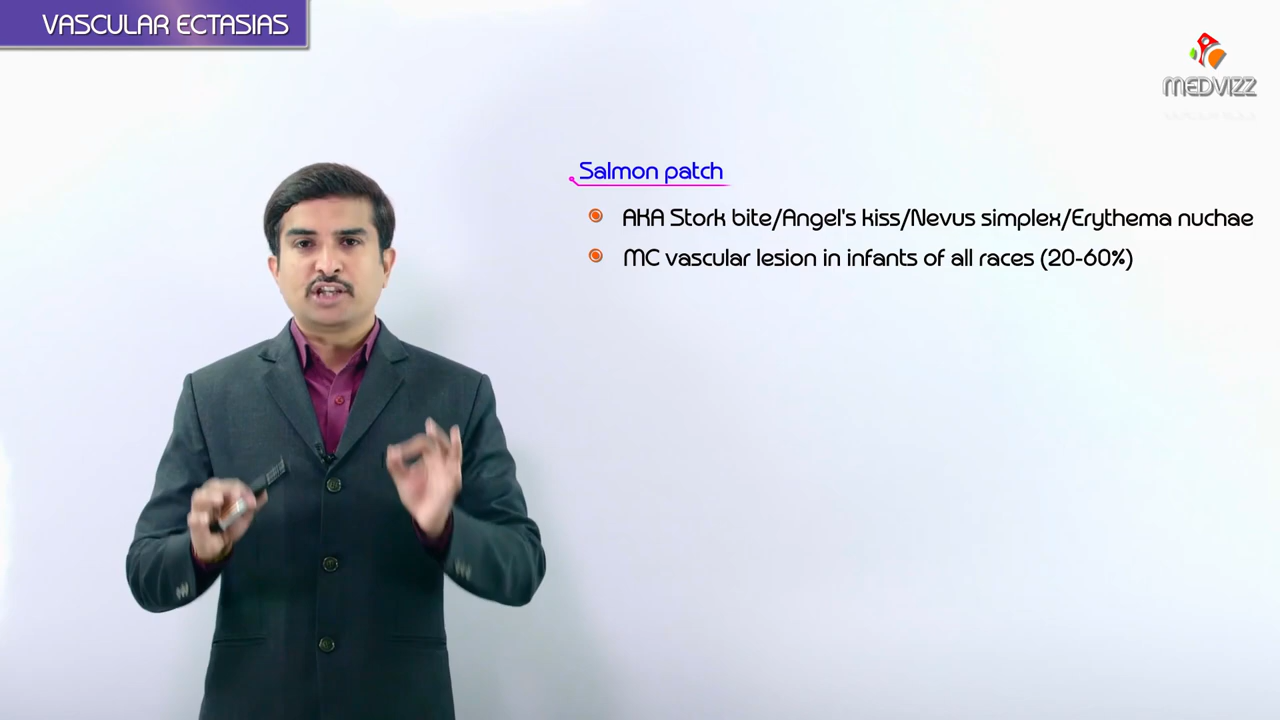 VASCULAR ECTASIAS
MEDVIZZ
Salmon patch
AKA Stork bite/Angel's kiss/Nevus simplex/Erythema nuchae
MC vascular lesion in infants of all races (20-60%)